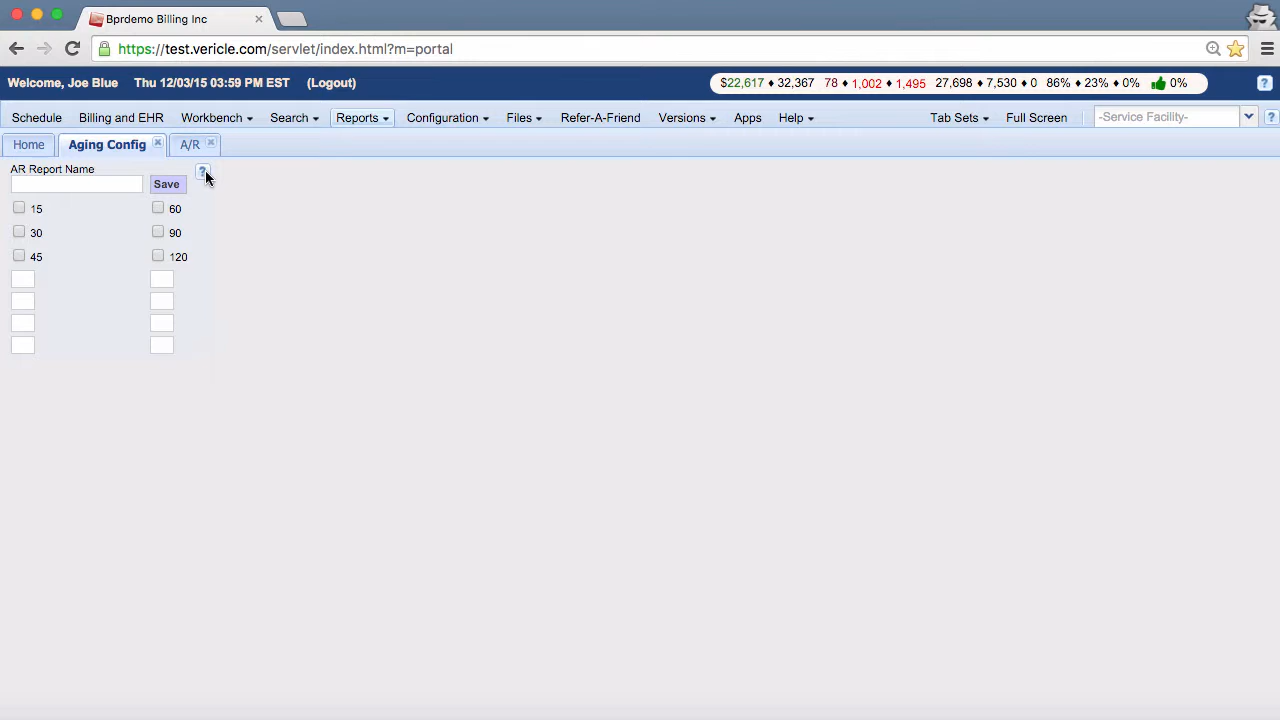 Bprdemo Billing Inc
https://test.vericle.com/servlet/index.html?m=portal
Welcome, Joe Blue Thu 12/03/15 03:59 PM EST (Logout) $22,617 ♦ 32,367 78 ♦ 1,002 ♦ 1,495 27,698 ♦ 7,530 ♦ 0 86% ♦ 23% ♦ 0% 0% ?
Schedule Billing and EHR Workbench Search Reports Configuration Files Refer-A-Friend Versions Apps Help Tab Sets Full Screen -Service Facility- ?
Home Aging Config A/R
AR Report Name ?
Save
15 60
30 90
45 120